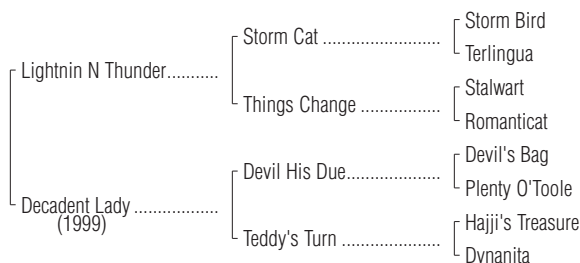 Storm Bird
Storm Cat ........................
Terlingua
Lightnin N Thunder...........
Stalwart
Things Change ................
Romanticat
Devil's Bag
Devil His Due...................
Plenty O'Toole
Decadent Lady .................
(1999)
Hajji's Treasure
Teddy's Turn ....................
Dynanita